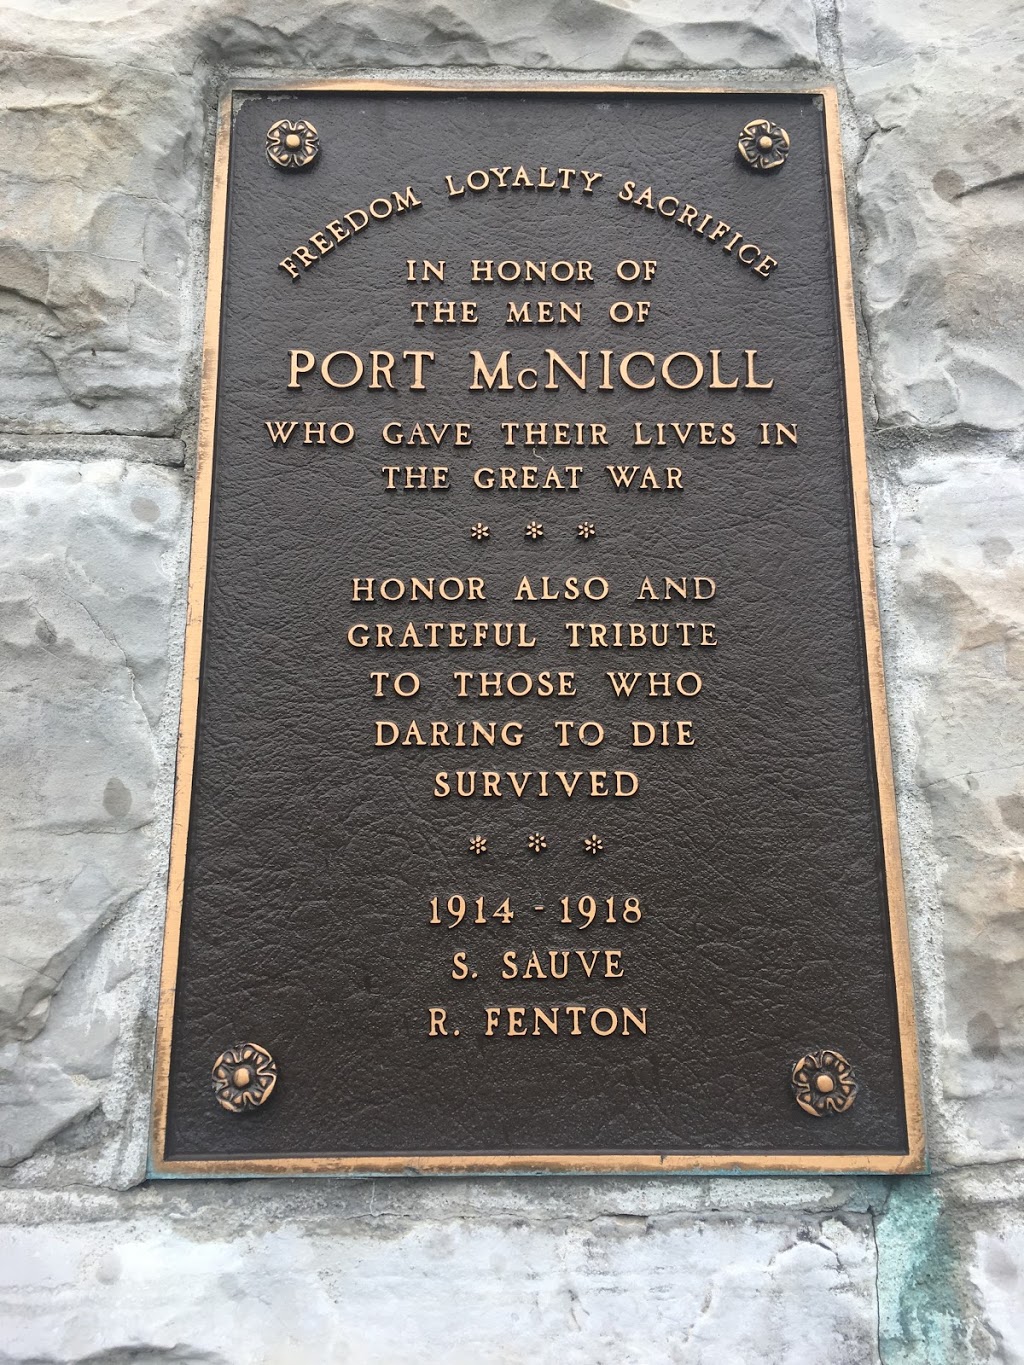 FREEDOM LOYALTY SACRIFICE
IN HONOR OF
THE MEN OF
PORT McNICOLL
WHO GAVE THEIR LIVES IN
THE GREAT WAR
* * *
HONOR ALSO AND
GRATEFUL TRIBUTE
TO THOSE WHO
DARING TO DIE
SURVIVED
* * *
1914 - 1918
S. SAUVE
R. FENTON